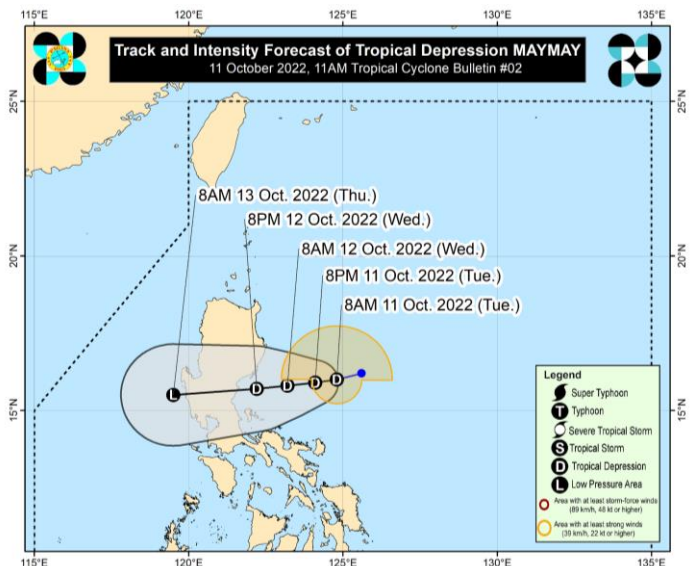 Track and Intensity Forecast of Tropical Depression MAYMAY
11 October 2022, 11AM Tropical Cyclone Bulletin #02
115°E
120°E
125°E
130°E
135°E
25°N
25°N
20°N
20°N
15°N
15°N
8AM 13 Oct. 2022 (Thu.)
8PM 12 Oct. 2022 (Wed.)
8AM 12 Oct. 2022 (Wed.)
8PM 11 Oct. 2022 (Tue.)
8AM 11 Oct. 2022 (Tue.)
L
D
D
D
D
Legend
Super Typhoon
T Typhoon
Severe Tropical Storm
S Tropical Storm
D Tropical Depression
L Low Pressure Area
Area with at least storm-force winds
(89 km/h, 48 kt or higher)
Area with at least strong winds
(39 km/h, 22 kt or higher)
115°E
120°E
125°E
130°E
135°E